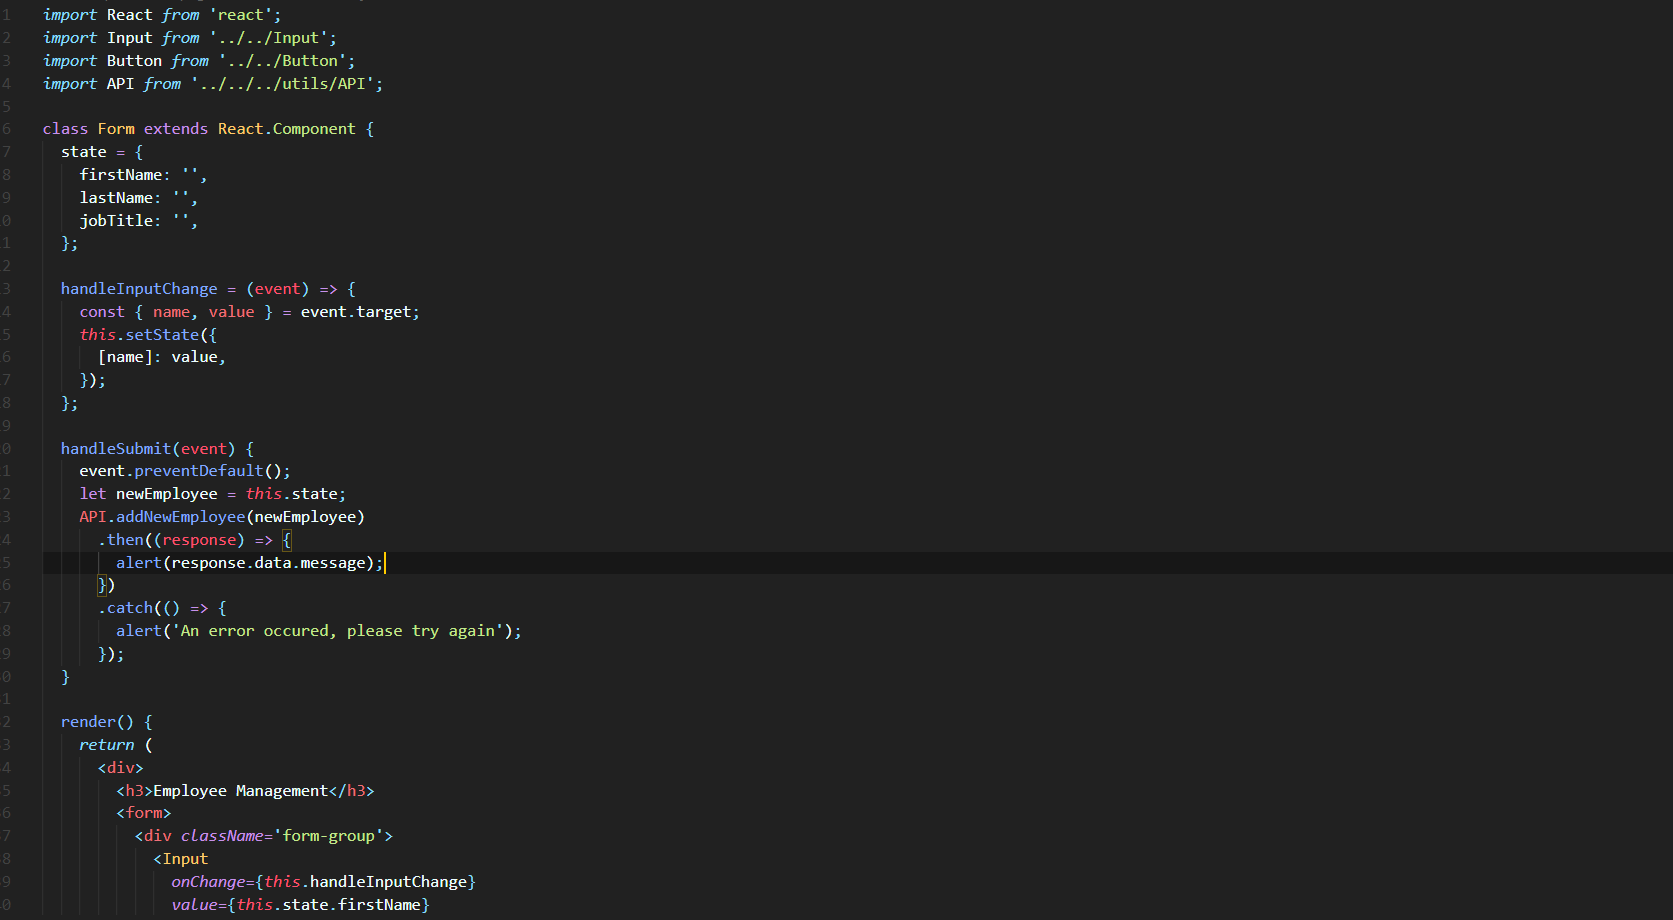 1 import React from 'react';
2 import Input from '../../Input';
3 import Button from '../../Button';
4 import API from '../../../utils/API';
5
6 class Form extends React.Component {
7 state = {
8 firstName: '',
9 lastName: '',
0 jobTitle: '',
1 };
2
3 handleInputChange = (event) => {
4 const { name, value } = event.target;
5 this.setState({
6 [name]: value,
7 });
8 };
9
0 handleSubmit(event) {
1 event.preventDefault();
2 let newEmployee = this.state;
3 API.addNewEmployee(newEmployee)
4 .then((response) => {
5 alert(response.data.message);
6 })
7 .catch(() => {
8 alert('An error occured, please try again');
9 });
0 }
1
2 render() {
3 return (
4 <div>
5 <h3>Employee Management</h3>
6 <form>
7 <div className='form-group'>
8 <Input
9 onChange={this.handleInputChange}
0 value={this.state.firstName}